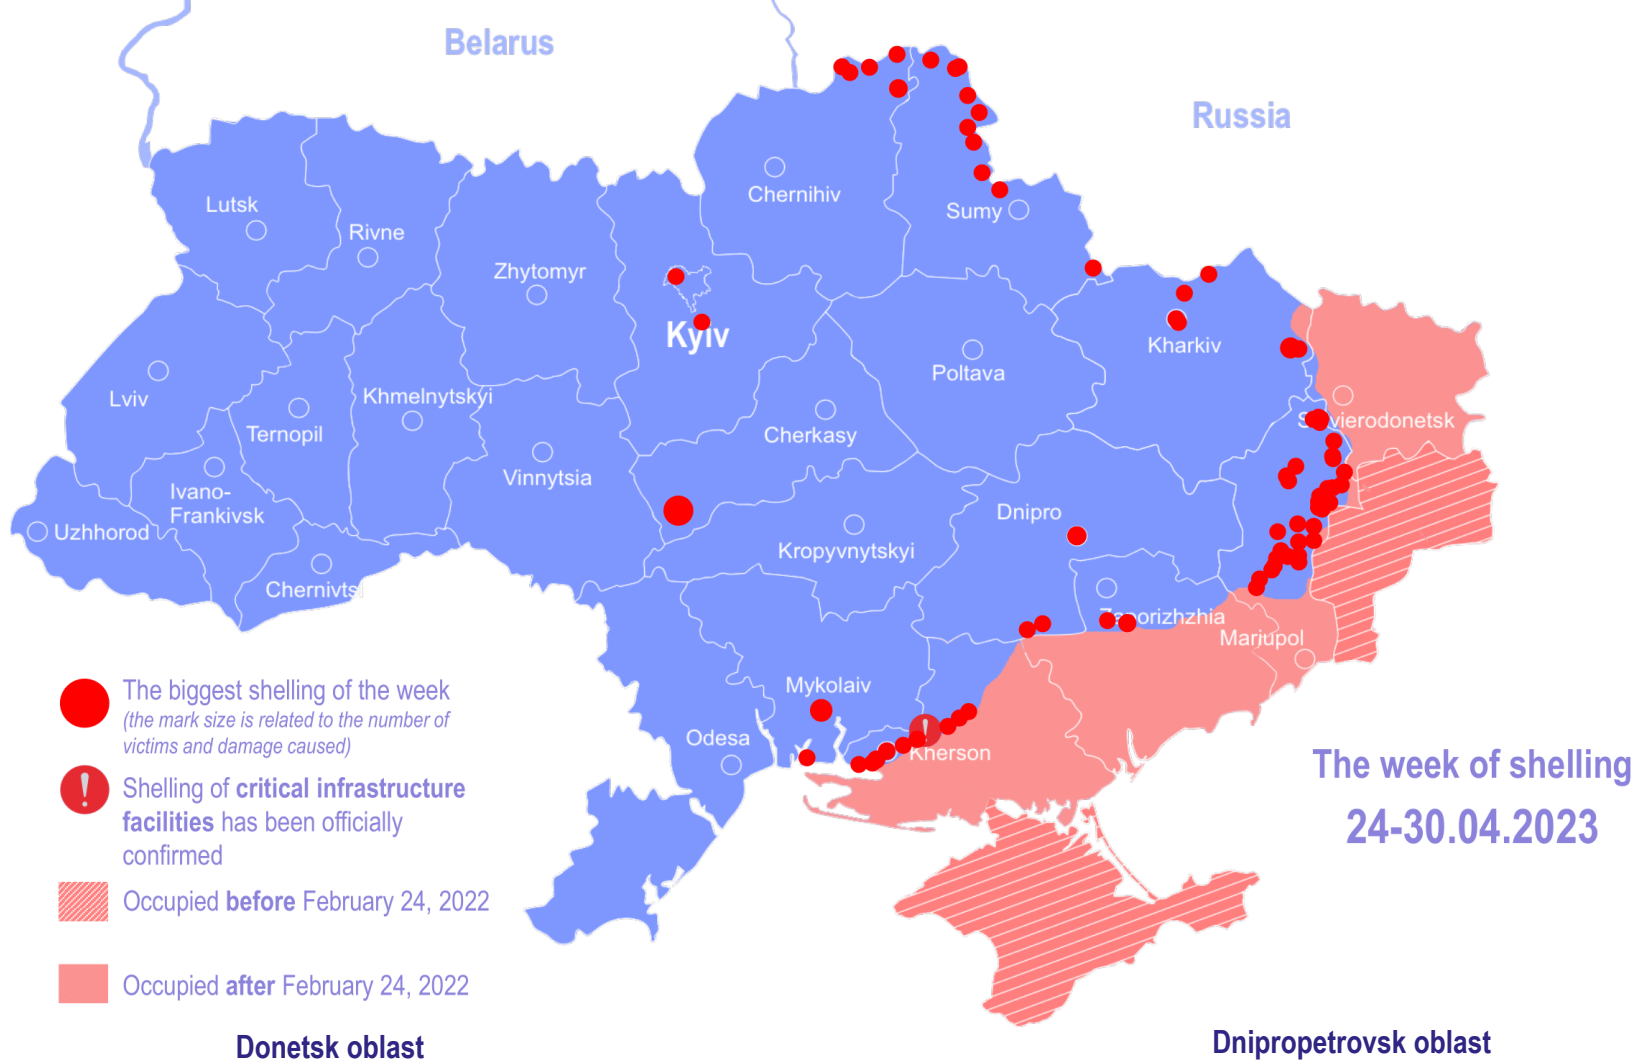 Belarus
Russia
Chernihiv
Lutsk
Sumy
Rivne
Zhytomyr
Kyiv
Kharkiv
Poltava
Lviv
Khmelnytskyi
Sievierodonetsk
Ternopil
Cherkasy
Vinnytsia
Ivano-
Frankivsk
Dnipro
Uzhhorod
Kropyvnytskyi
Chernivtsi
Zaporizhzhia
Mariupol
Mykolaiv
Odesa
Kherson
The biggest shelling of the week
(the mark size is related to the number of
victims and damage caused)
!
Shelling of critical infrastructure
facilities has been officially
confirmed
Occupied before February 24, 2022
Occupied after February 24, 2022
The week of shelling
24-30.04.2023
Donetsk oblast
Dnipropetrovsk oblast